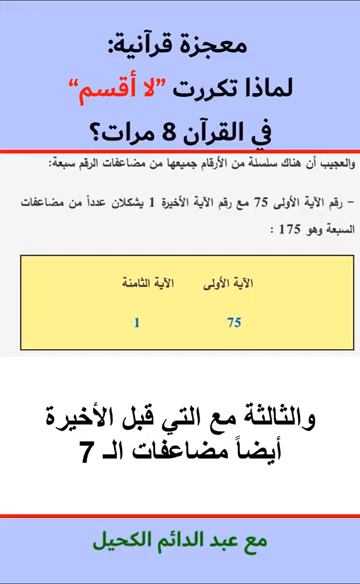 معجزة قرآنية:
لماذا تكررت ”لا أقسم“
في القرآن 8 مرات؟
والعجيب أن هناك سلسلة من الأرقام جميعها من مضاعفات الرقم سبعة:
– رقم الآية الأولى 75 مع رقم الآية الأخيرة 1 يشكلان عدداً من مضاعفات
السبعة وهو 175 :
الآية الأولى الآية الثامنة
75 1
والثالثة مع التي قبل الأخيرة
أيضاً مضاعفات الـ 7
مع عبد الدائم الكحيل